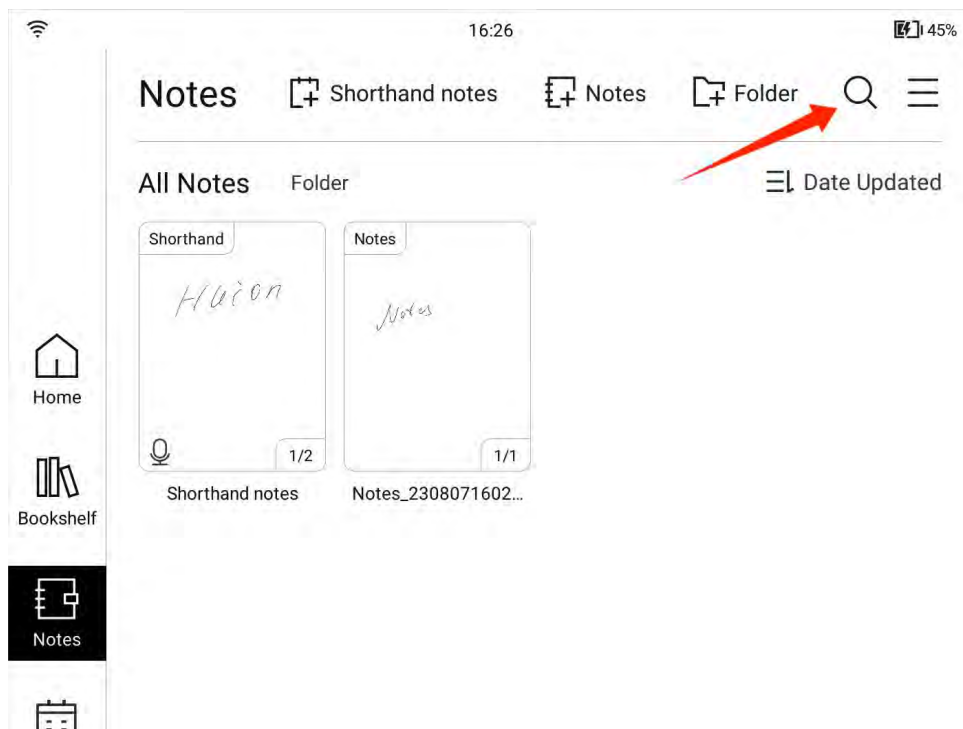 16:26 45%
Notes Shorthand notes Notes Folder
All Notes Folder Date Updated
Shorthand Notes
Huion Notes
1/2 1/1
Shorthand notes Notes_2308071602...
Home
Bookshelf
Notes